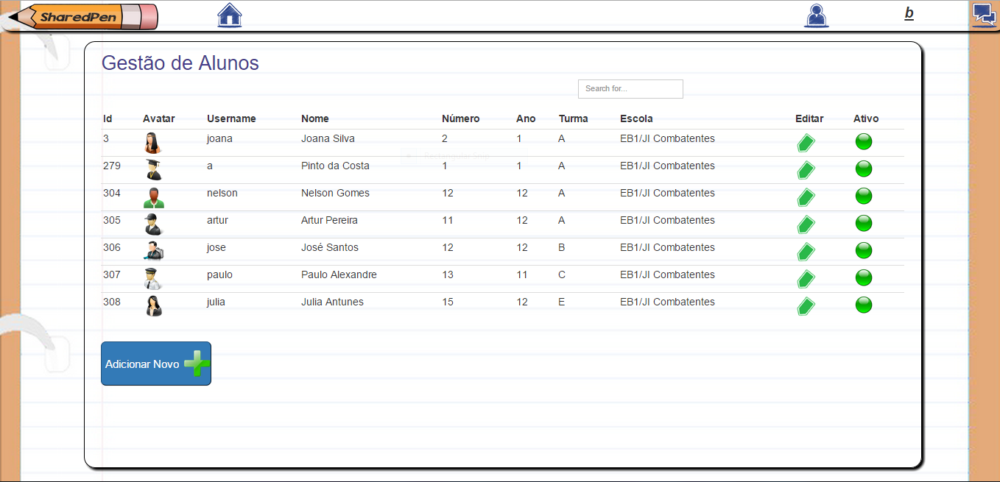 SharedPen
b
Gestão de Alunos
Search for...
Id Avatar Username Nome Número Ano Turma Escola Editar Ativo
3 joana Joana Silva 2 1 A EB1/JI Combatentes
279 a Pinto da Costa 1 1 A EB1/JI Combatentes
304 nelson Nelson Gomes 12 12 A EB1/JI Combatentes
305 artur Artur Pereira 11 12 A EB1/JI Combatentes
306 jose José Santos 12 12 B EB1/JI Combatentes
307 paulo Paulo Alexandre 13 11 C EB1/JI Combatentes
308 julia Julia Antunes 15 12 E EB1/JI Combatentes
Adicionar Novo